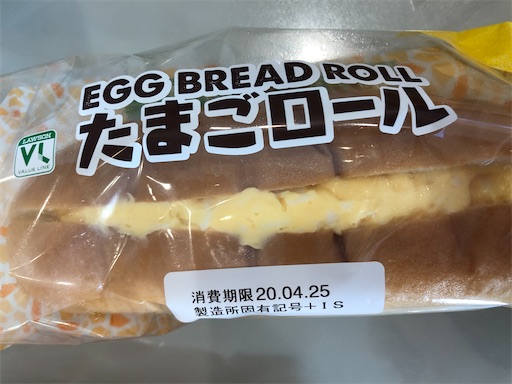 EGG BREAD ROLL
たまごロール
LAWSON
VL
VALUE LINE
消費期限20.04.25
製造所固有記号+IS